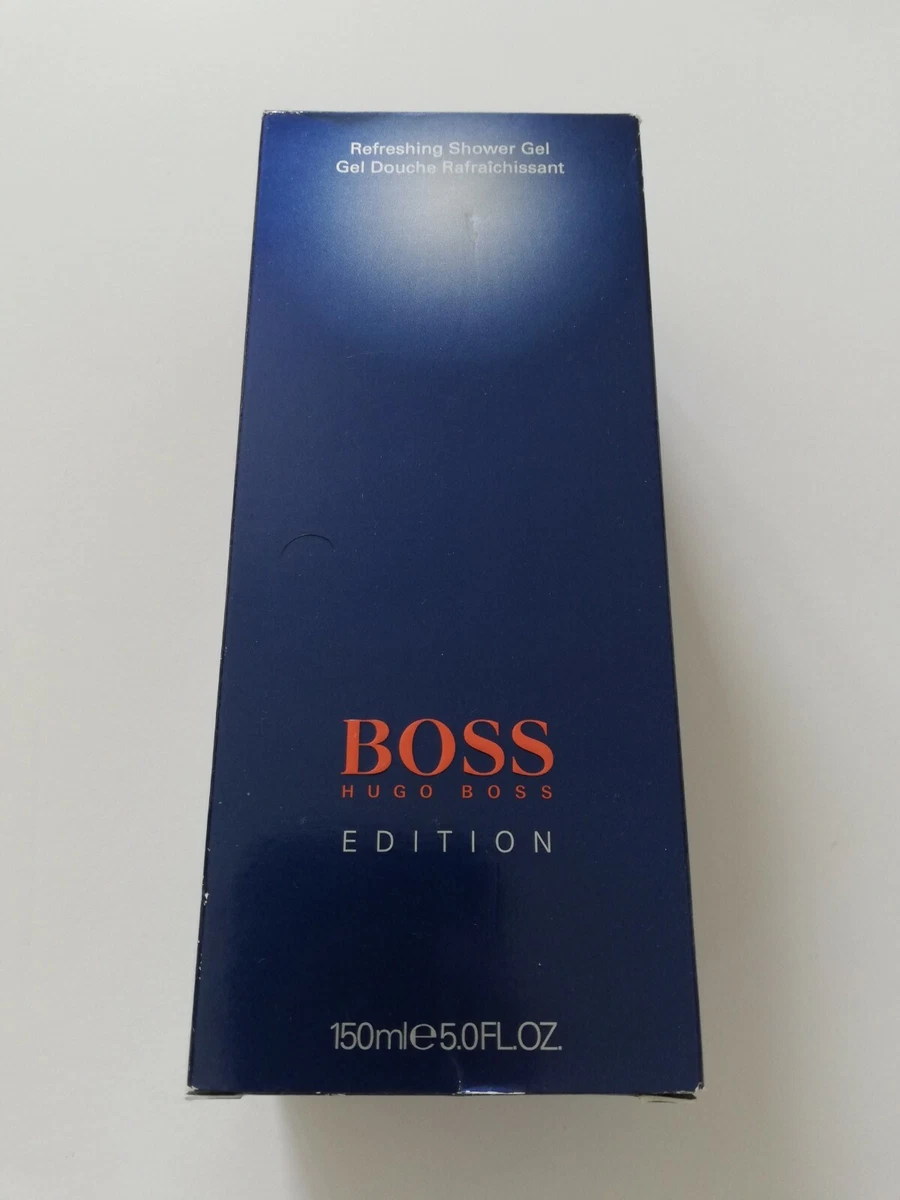 Refreshing Shower Gel
Gel Douche Rafraîchissant
BOSS
HUGO BOSS
EDITION
150ml℮5.0FL.OZ.